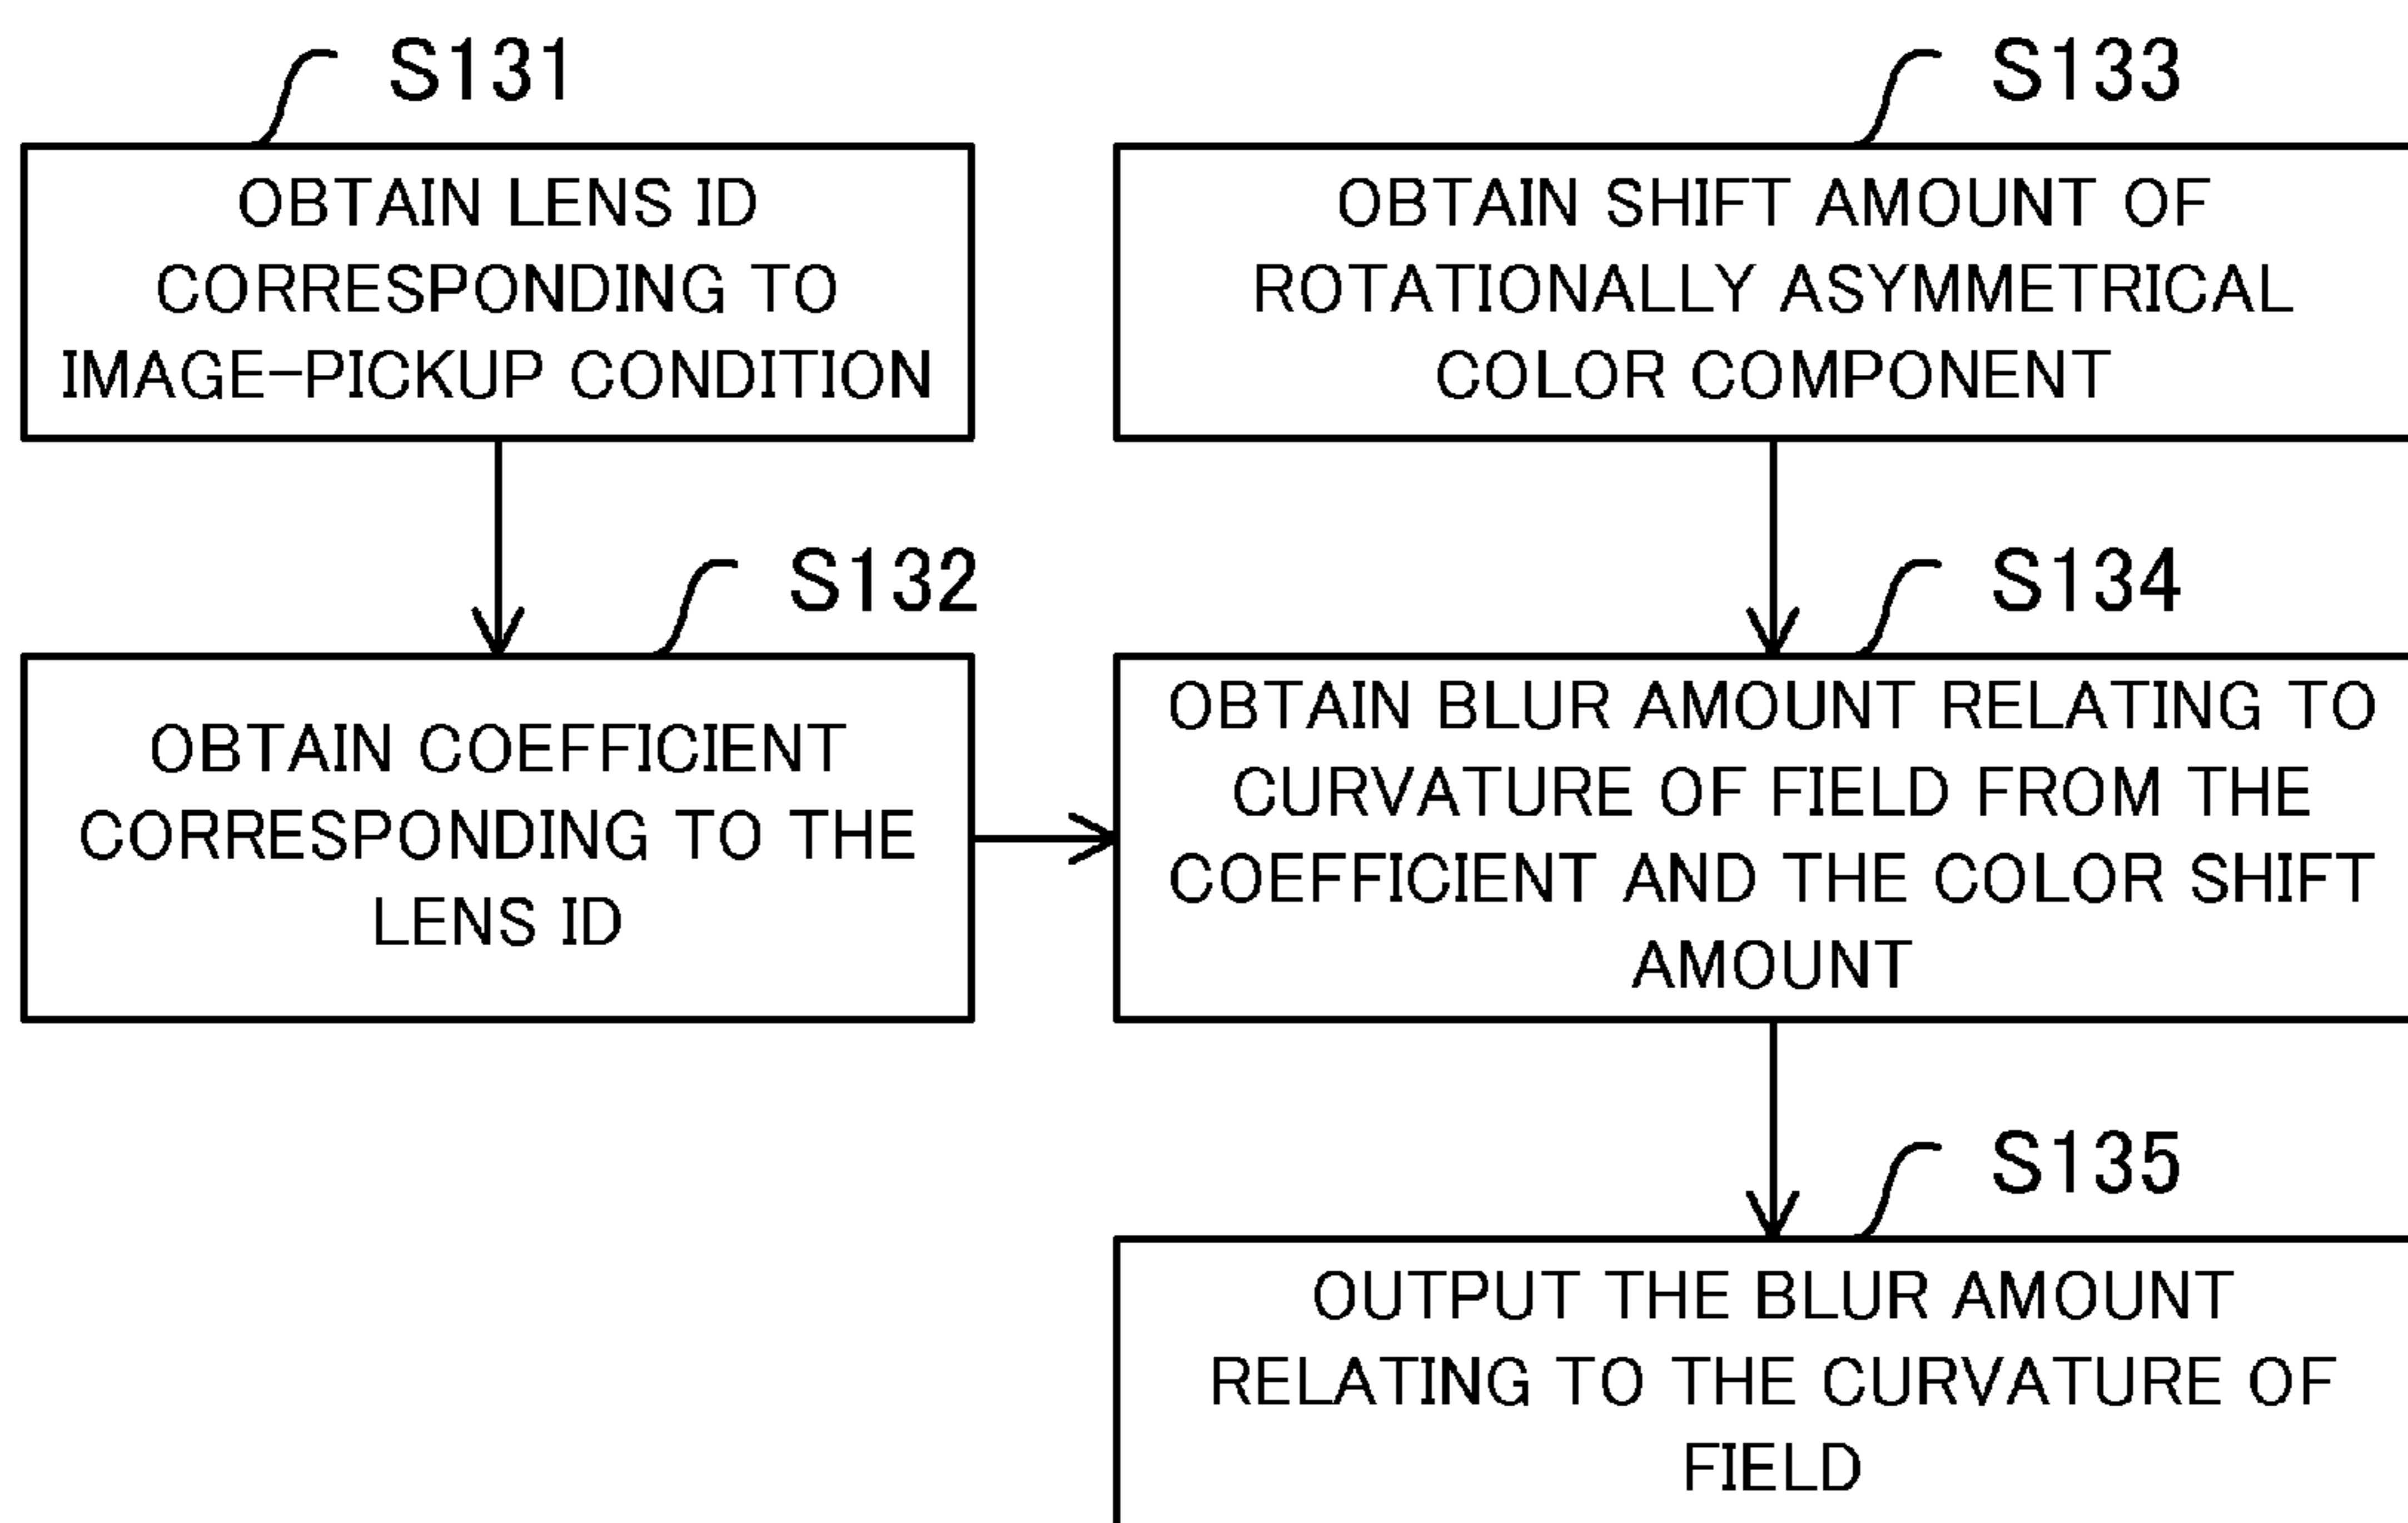 S131
OBTAIN LENS ID
CORRESPONDING TO
IMAGE-PICKUP CONDITION
S132
OBTAIN COEFFICIENT
CORRESPONDING TO THE
LENS ID
S133
OBTAIN SHIFT AMOUNT OF
ROTATIONALLY ASYMMETRICAL
COLOR COMPONENT
S134
OBTAIN BLUR AMOUNT RELATING TO
CURVATURE OF FIELD FROM THE
COEFFICIENT AND THE COLOR SHIFT
AMOUNT
S135
OUTPUT THE BLUR AMOUNT
RELATING TO THE CURVATURE OF
FIELD